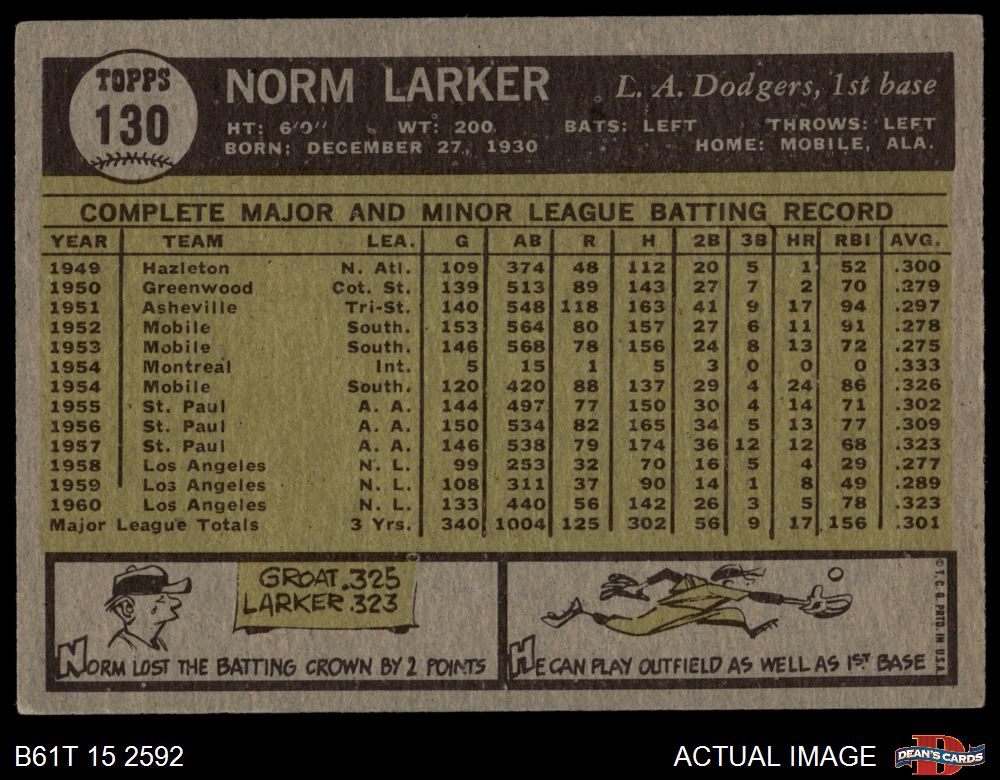 TOPPS
130
NORM LARKER
L. A. Dodgers, 1st base
HT: 6'0" WT: 200 BATS: LEFT THROWS: LEFT
BORN: DECEMBER 27, 1930 HOME: MOBILE, ALA.
COMPLETE MAJOR AND MINOR LEAGUE BATTING RECORD
YEAR TEAM LEA. G AB R H 2B 3B HR RBI AVG.
1949 Hazleton N. Atl. 109 374 48 112 20 5 1 52 .300
1950 Greenwood Cot. St. 139 513 89 143 27 7 2 70 .279
1951 Asheville Tri-St. 140 548 118 163 41 9 17 94 .297
1952 Mobile South. 153 564 80 157 27 6 11 91 .278
1953 Mobile South. 146 568 78 156 24 8 13 72 .275
1954 Montreal Int. 5 15 1 5 3 0 0 0 .333
1954 Mobile South. 120 420 88 137 29 4 24 86 .326
1955 St. Paul A. A. 144 497 77 150 30 4 14 71 .302
1956 St. Paul A. A. 150 534 82 165 34 5 13 77 .309
1957 St. Paul A. A. 146 538 79 174 36 12 12 68 .323
1958 Los Angeles N. L. 99 253 32 70 16 5 4 29 .277
1959 Los Angeles N. L. 108 311 37 90 14 1 8 49 .289
1960 Los Angeles N. L. 133 440 56 142 26 3 5 78 .323
Major League Totals 3 Yrs. 340 1004 125 302 56 9 17 156 .301
GROAT .325
LARKER .323
NORM LOST THE BATTING CROWN BY 2 POINTS
HE CAN PLAY OUTFIELD AS WELL AS 1ST BASE
© T. C. G. PRTD. IN U.S.A.
B61T 15 2592
ACTUAL IMAGE
DEAN'S CARDS